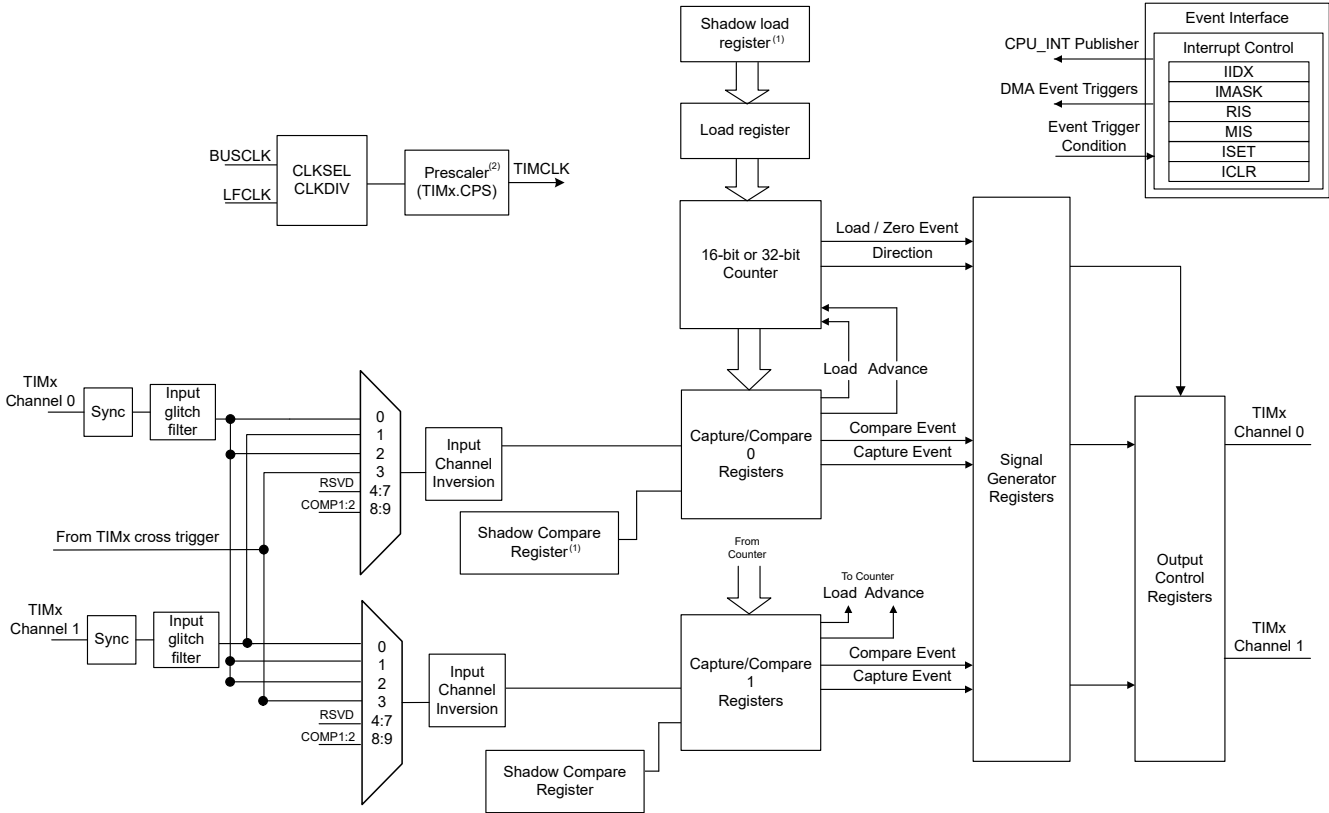 Shadow load
register(1)
Event Interface
CPU_INT Publisher
Interrupt Control
IIDX
DMA Event Triggers
IMASK
RIS
Load register
Event Trigger
Condition
MIS
ISET
ICLR
BUSCLK
CLKSEL
CLKDIV
Prescaler(2)
(TIMx.CPS)
TIMCLK
LFCLK
16-bit or 32-bit
Counter
Load / Zero Event
Direction
Load Advance
TIMx
Channel 0
Sync
Input
glitch
filter
0
1
2
3
4:7
8:9
RSVD
COMP1:2
Input
Channel
Inversion
Capture/Compare
0
Registers
Compare Event
Capture Event
Signal
Generator
Registers
TIMx
Channel 0
Shadow Compare
Register(1)
From TIMx cross trigger
From
Counter
To Counter
Load Advance
Output
Control
Registers
TIMx
Channel 1
Sync
Input
glitch
filter
0
1
2
3
4:7
8:9
RSVD
COMP1:2
Input
Channel
Inversion
Capture/Compare
1
Registers
Compare Event
Capture Event
TIMx
Channel 1
Shadow Compare
Register